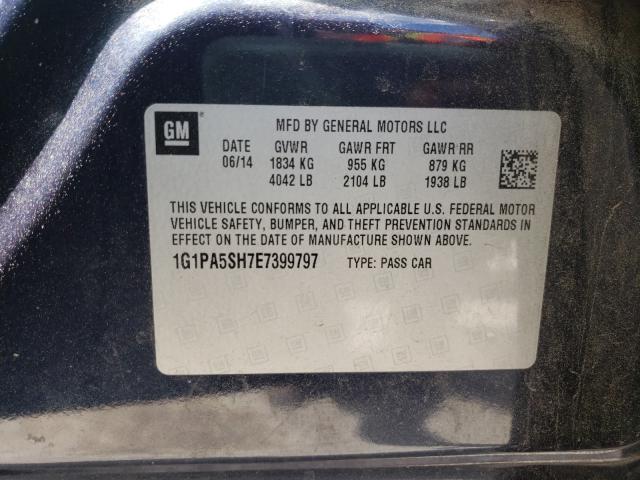 GM
MFD BY GENERAL MOTORS LLC
DATE GVWR GAWR FRT GAWR RR
06/14 1834 KG 955 KG 879 KG
4042 LB 2104 LB 1938 LB
THIS VEHICLE CONFORMS TO ALL APPLICABLE U.S. FEDERAL MOTOR
VEHICLE SAFETY, BUMPER, AND THEFT PREVENTION STANDARDS IN
EFFECT ON THE DATE OF MANUFACTURE SHOWN ABOVE.
1G1PA5SH7E7399797 TYPE: PASS CAR